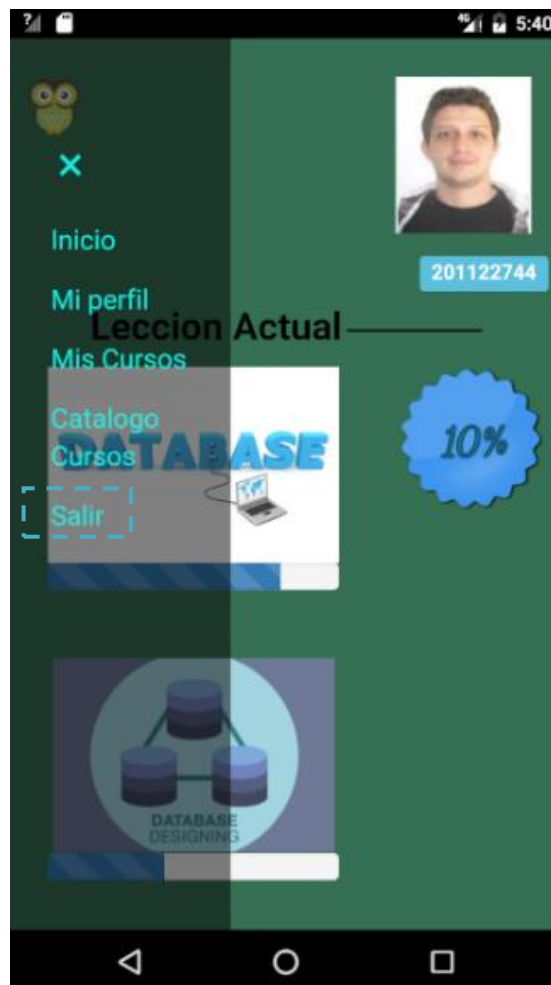 5:40
×
Inicio
201122744
Mi perfil
Leccion Actual
Mis Cursos
Catalogo
Cursos
DATABASE
10%
Salir
DATABASE
DESIGNING